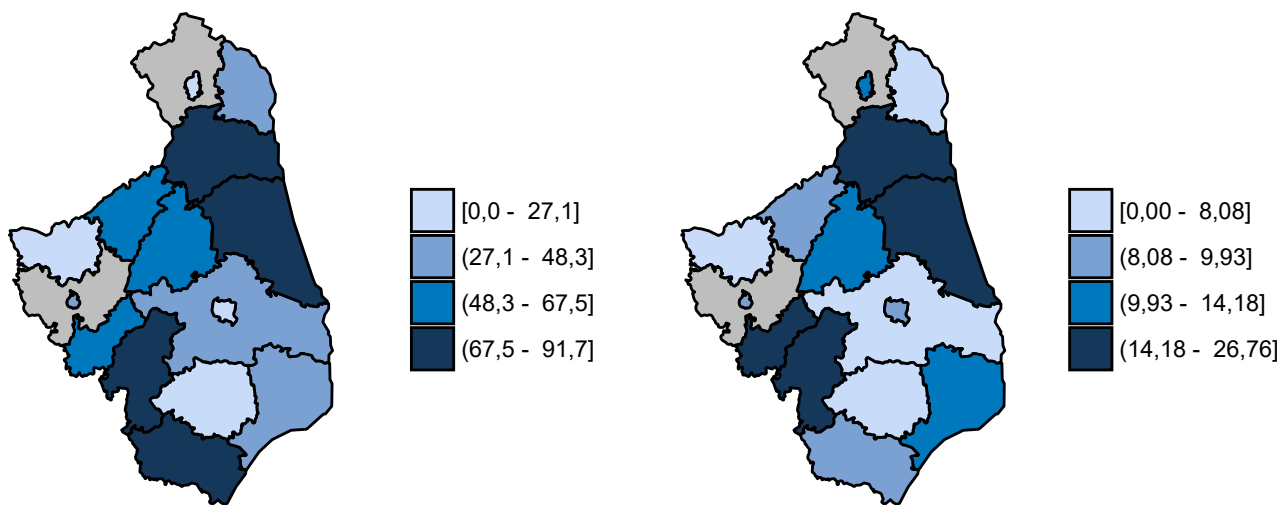 [0,0 - 27,1]
(27,1 - 48,3]
(48,3 - 67,5]
(67,5 - 91,7]
[0,00 - 8,08]
(8,08 - 9,93]
(9,93 - 14,18]
(14,18 - 26,76]